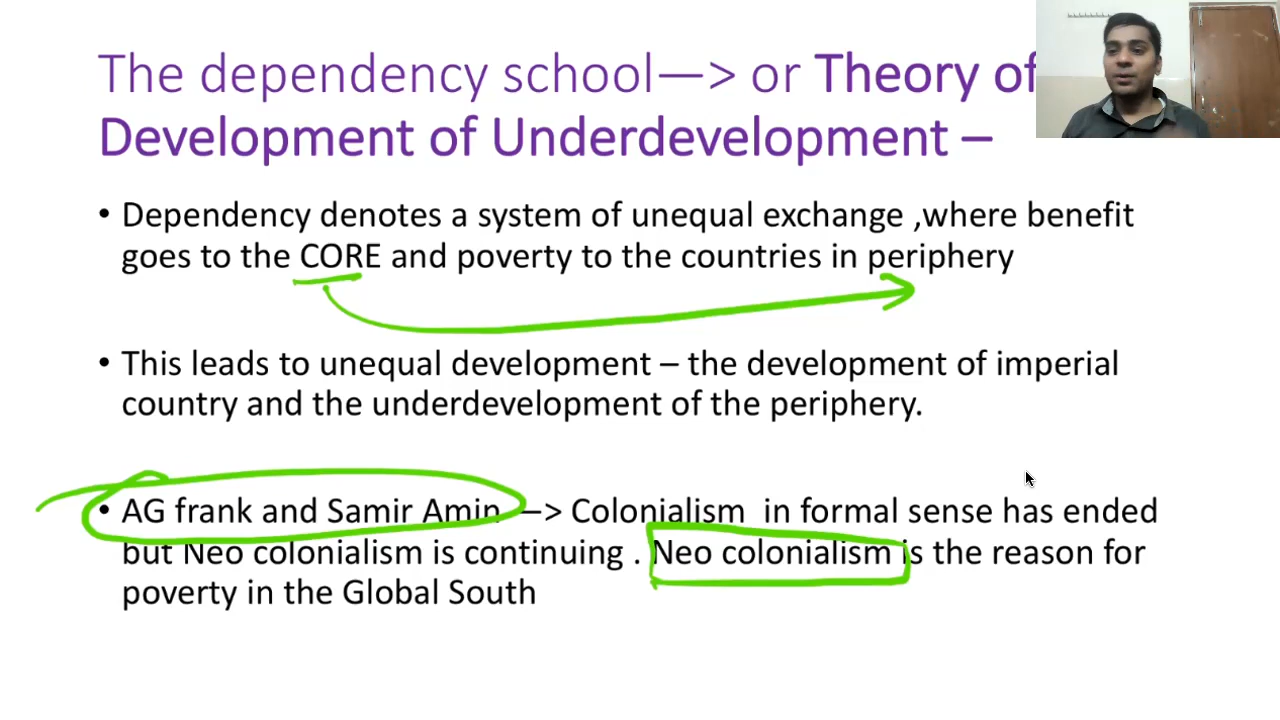 The dependency school—> or Theory of
Development of Underdevelopment –
• Dependency denotes a system of unequal exchange ,where benefit
goes to the CORE and poverty to the countries in periphery
• This leads to unequal development – the development of imperial
country and the underdevelopment of the periphery.
• AG frank and Samir Amin –> Colonialism in formal sense has ended
but Neo colonialism is continuing . Neo colonialism is the reason for
poverty in the Global South